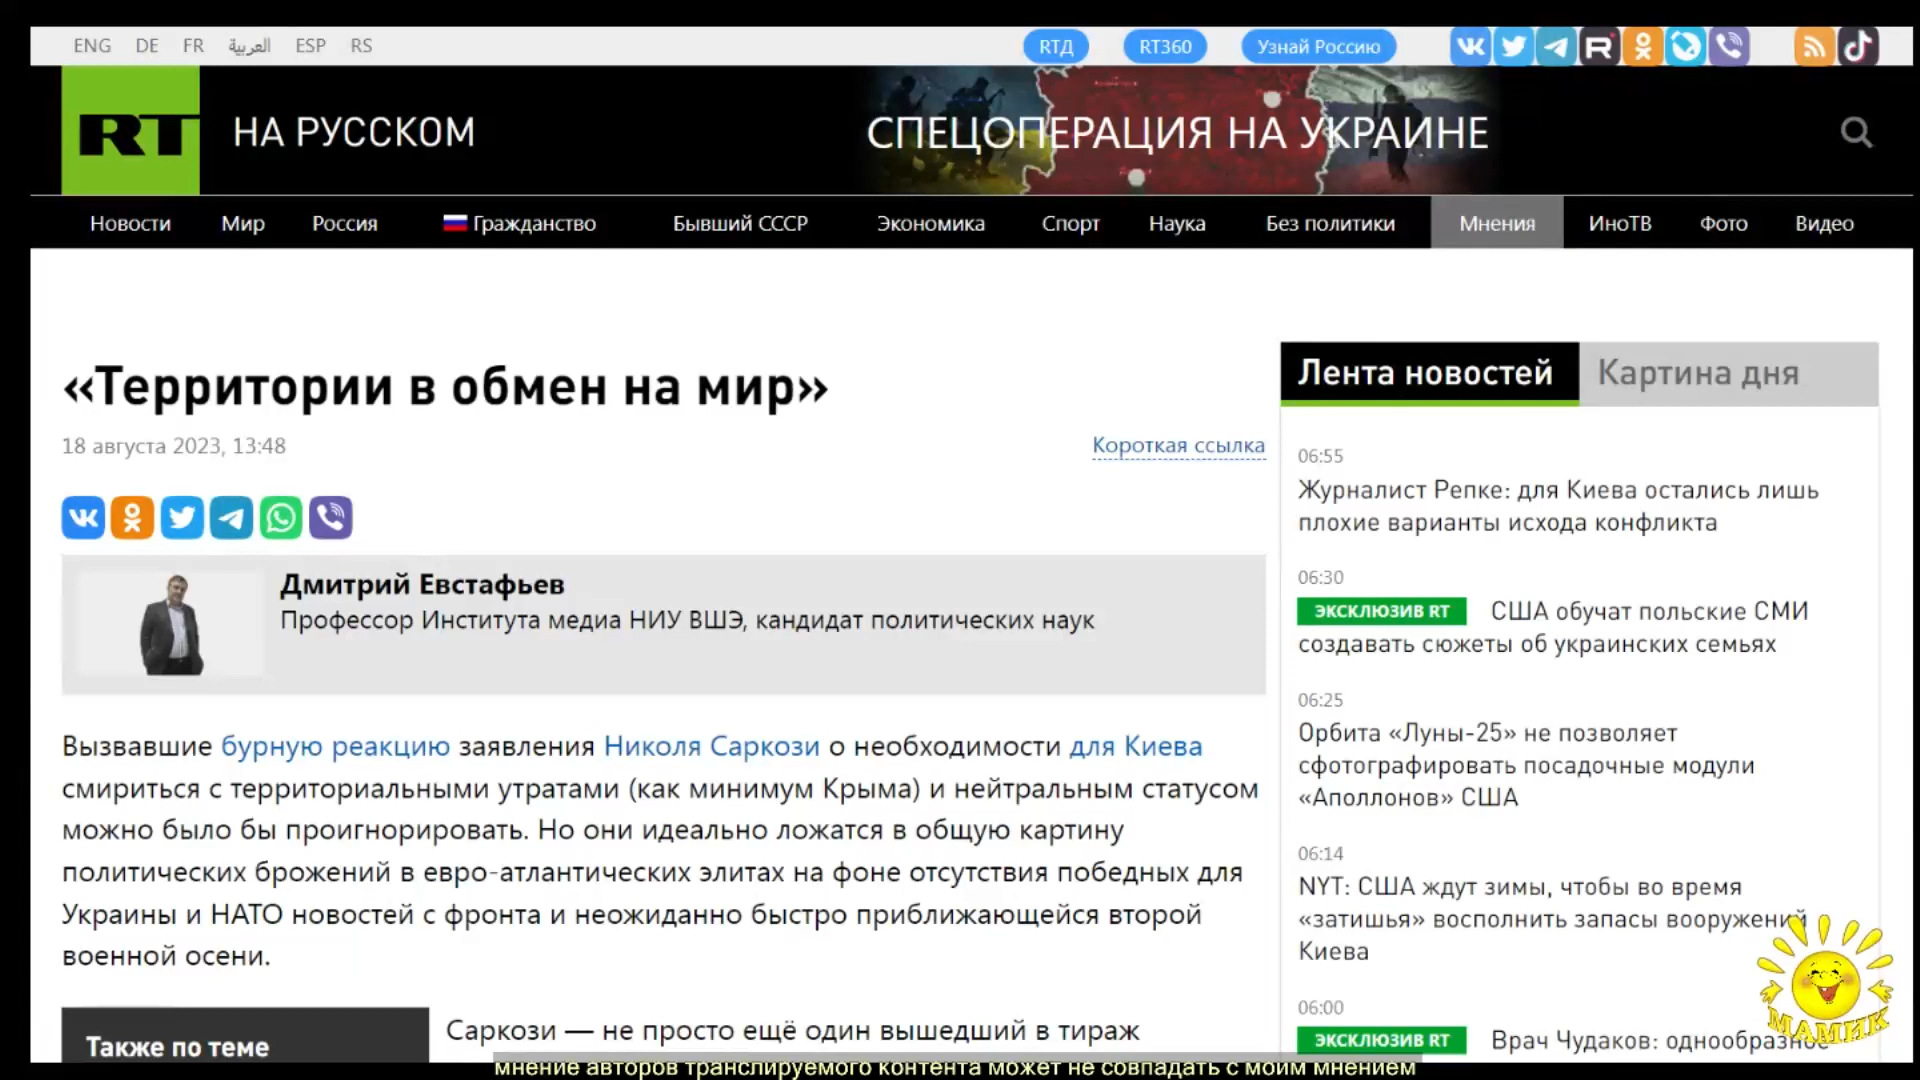 ENG DE FR العربية ESP RS
RTД RT360 Узнай Россию
RT НА РУССКОМ
СПЕЦОПЕРАЦИЯ НА УКРАИНЕ
Новости Мир Россия Гражданство Бывший СССР Экономика Спорт Наука Без политики Мнения ИноТВ Фото Видео
«Территории в обмен на мир»
18 августа 2023, 13:48
Короткая ссылка
Дмитрий Евстафьев
Профессор Института медиа НИУ ВШЭ, кандидат политических наук
Вызвавшие бурную реакцию заявления Николя Саркози о необходимости для Киева
смириться с территориальными утратами (как минимум Крыма) и нейтральным статусом
можно было бы проигнорировать. Но они идеально ложатся в общую картину
политических брожений в евро-атлантических элитах на фоне отсутствия победных для
Украины и НАТО новостей с фронта и неожиданно быстро приближающейся второй
военной осени.
Также по теме
Саркози — не просто ещё один вышедший в тираж
Лента новостей Картина дня
06:55
Журналист Репке: для Киева остались лишь
плохие варианты исхода конфликта
06:30
ЭКСКЛЮЗИВ RT США обучат польские СМИ
создавать сюжеты об украинских семьях
06:25
Орбита «Луны-25» не позволяет
сфотографировать посадочные модули
«Аполлонов» США
06:14
NYT: США ждут зимы, чтобы во время
«затишья» восполнить запасы вооружений
Киева
06:00
ЭКСКЛЮЗИВ RT Врач Чудаков: однообразное
МАМИК
мнение авторов транслируемого контента может не совпадать с моим мнением